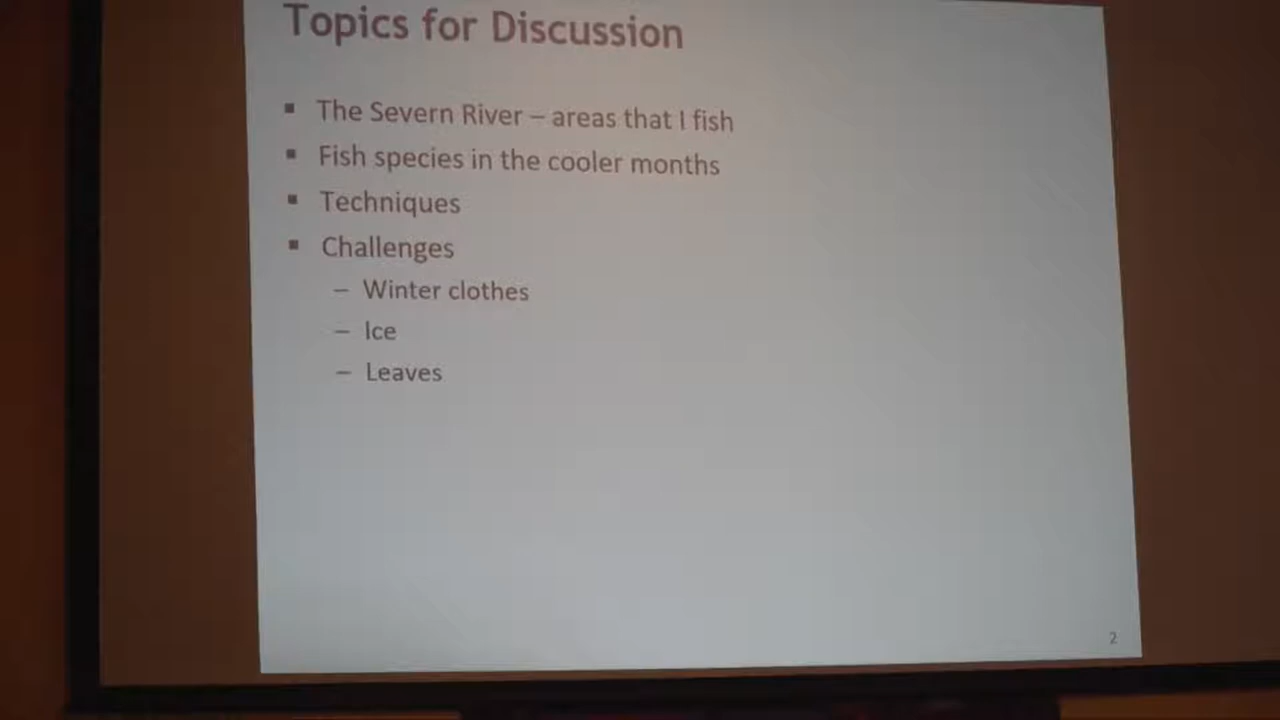 Topics for Discussion
▪ The Severn River – areas that I fish
▪ Fish species in the cooler months
▪ Techniques
▪ Challenges
– Winter clothes
– Ice
– Leaves
2